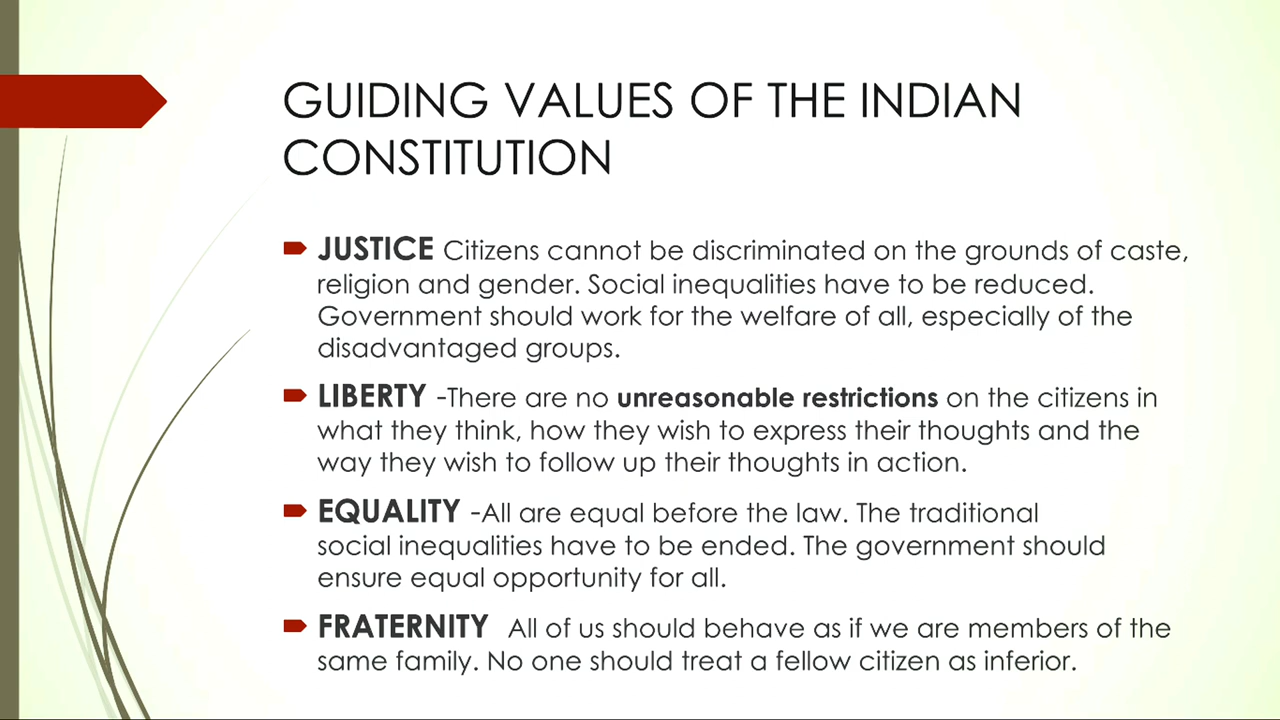 GUIDING VALUES OF THE INDIAN
CONSTITUTION
JUSTICE Citizens cannot be discriminated on the grounds of caste,
religion and gender. Social inequalities have to be reduced.
Government should work for the welfare of all, especially of the
disadvantaged groups.
LIBERTY -There are no unreasonable restrictions on the citizens in
what they think, how they wish to express their thoughts and the
way they wish to follow up their thoughts in action.
EQUALITY -All are equal before the law. The traditional
social inequalities have to be ended. The government should
ensure equal opportunity for all.
FRATERNITY All of us should behave as if we are members of the
same family. No one should treat a fellow citizen as inferior.